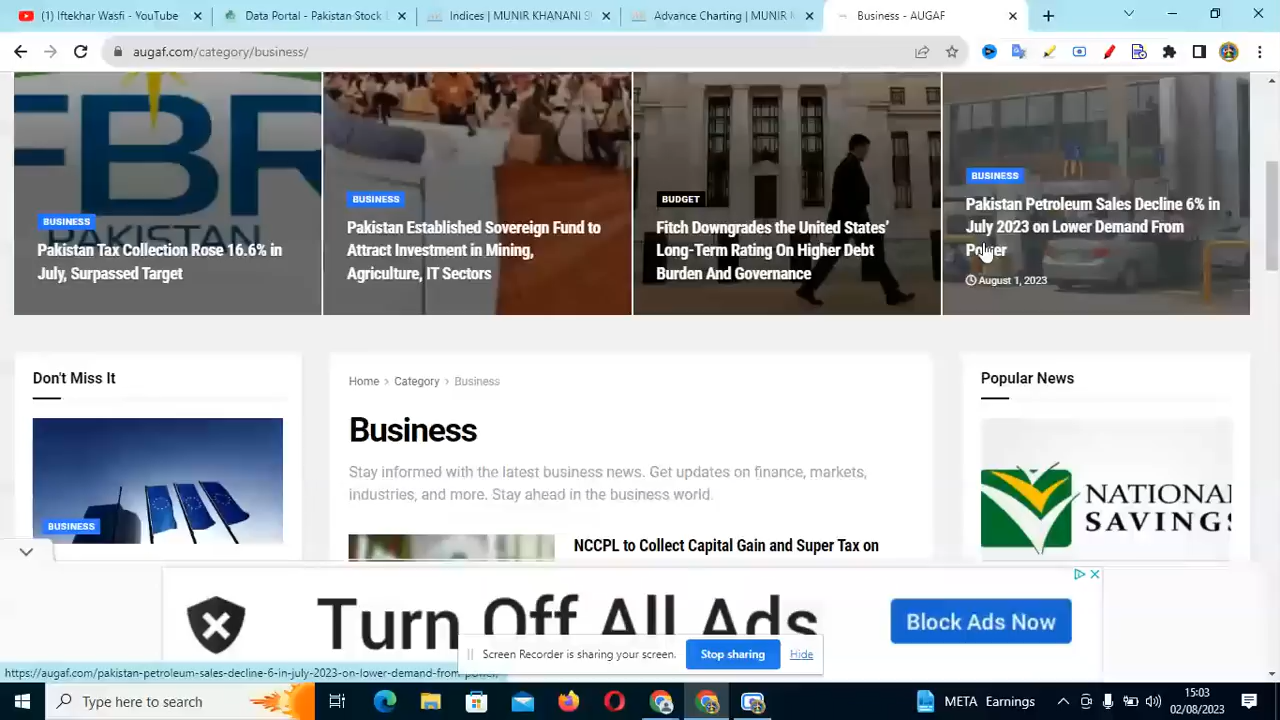 (1) Iftekhar Wattoo
Data Portal - Pakistan Stock
Indices | MUNIR KHANANI S
Advance Charting | MUNIR M
Business - AUGAF
augaf.com/category/business/
FBR
BUSINESS
Pakistan Tax Collection Rose 16.6% in
July, Surpassed Target
BUSINESS
Pakistan Established Sovereign Fund to
Attract Investment in Mining,
Agriculture, IT Sectors
BUDGET
Fitch Downgrades the United States’
Long-Term Rating On Higher Debt
Burden And Governance
BUSINESS
Pakistan Petroleum Sales Decline 6% in
July 2023 on Lower Demand From
Power
August 1, 2023
Don't Miss It
BUSINESS
Home > Category > Business
Business
Stay informed with the latest business news. Get updates on finance, markets,
industries, and more. Stay ahead in the business world.
NCCPL to Collect Capital Gain and Super Tax on
Popular News
NATIONAL
SAVINGS
Turn Off All Ads
Block Ads Now
Screen Recorder is sharing your screen.
Stop sharing
Hide
https://augaf.com/pakistan-petroleum-sales-decline-6-in-july-2023-on-lower-demand-from-power/
Type here to search
META Earnings
15:03
02/08/2023